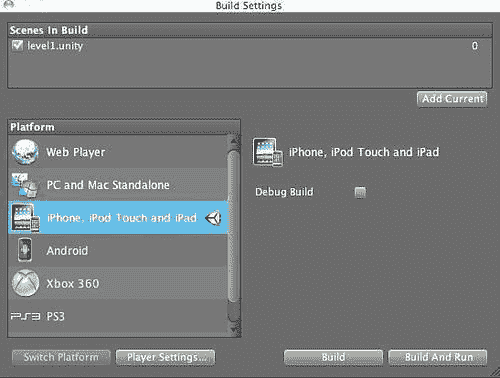 Build Settings
Scenes In Build
level1.unity 0
Add Current
Platform
Web Player
PC and Mac Standalone
iPhone, iPod Touch and iPad
Android
Xbox 360
PS3 PS3
iPhone, iPod Touch and iPad
Debug Build
Switch Platform
Player Settings...
Build
Build And Run